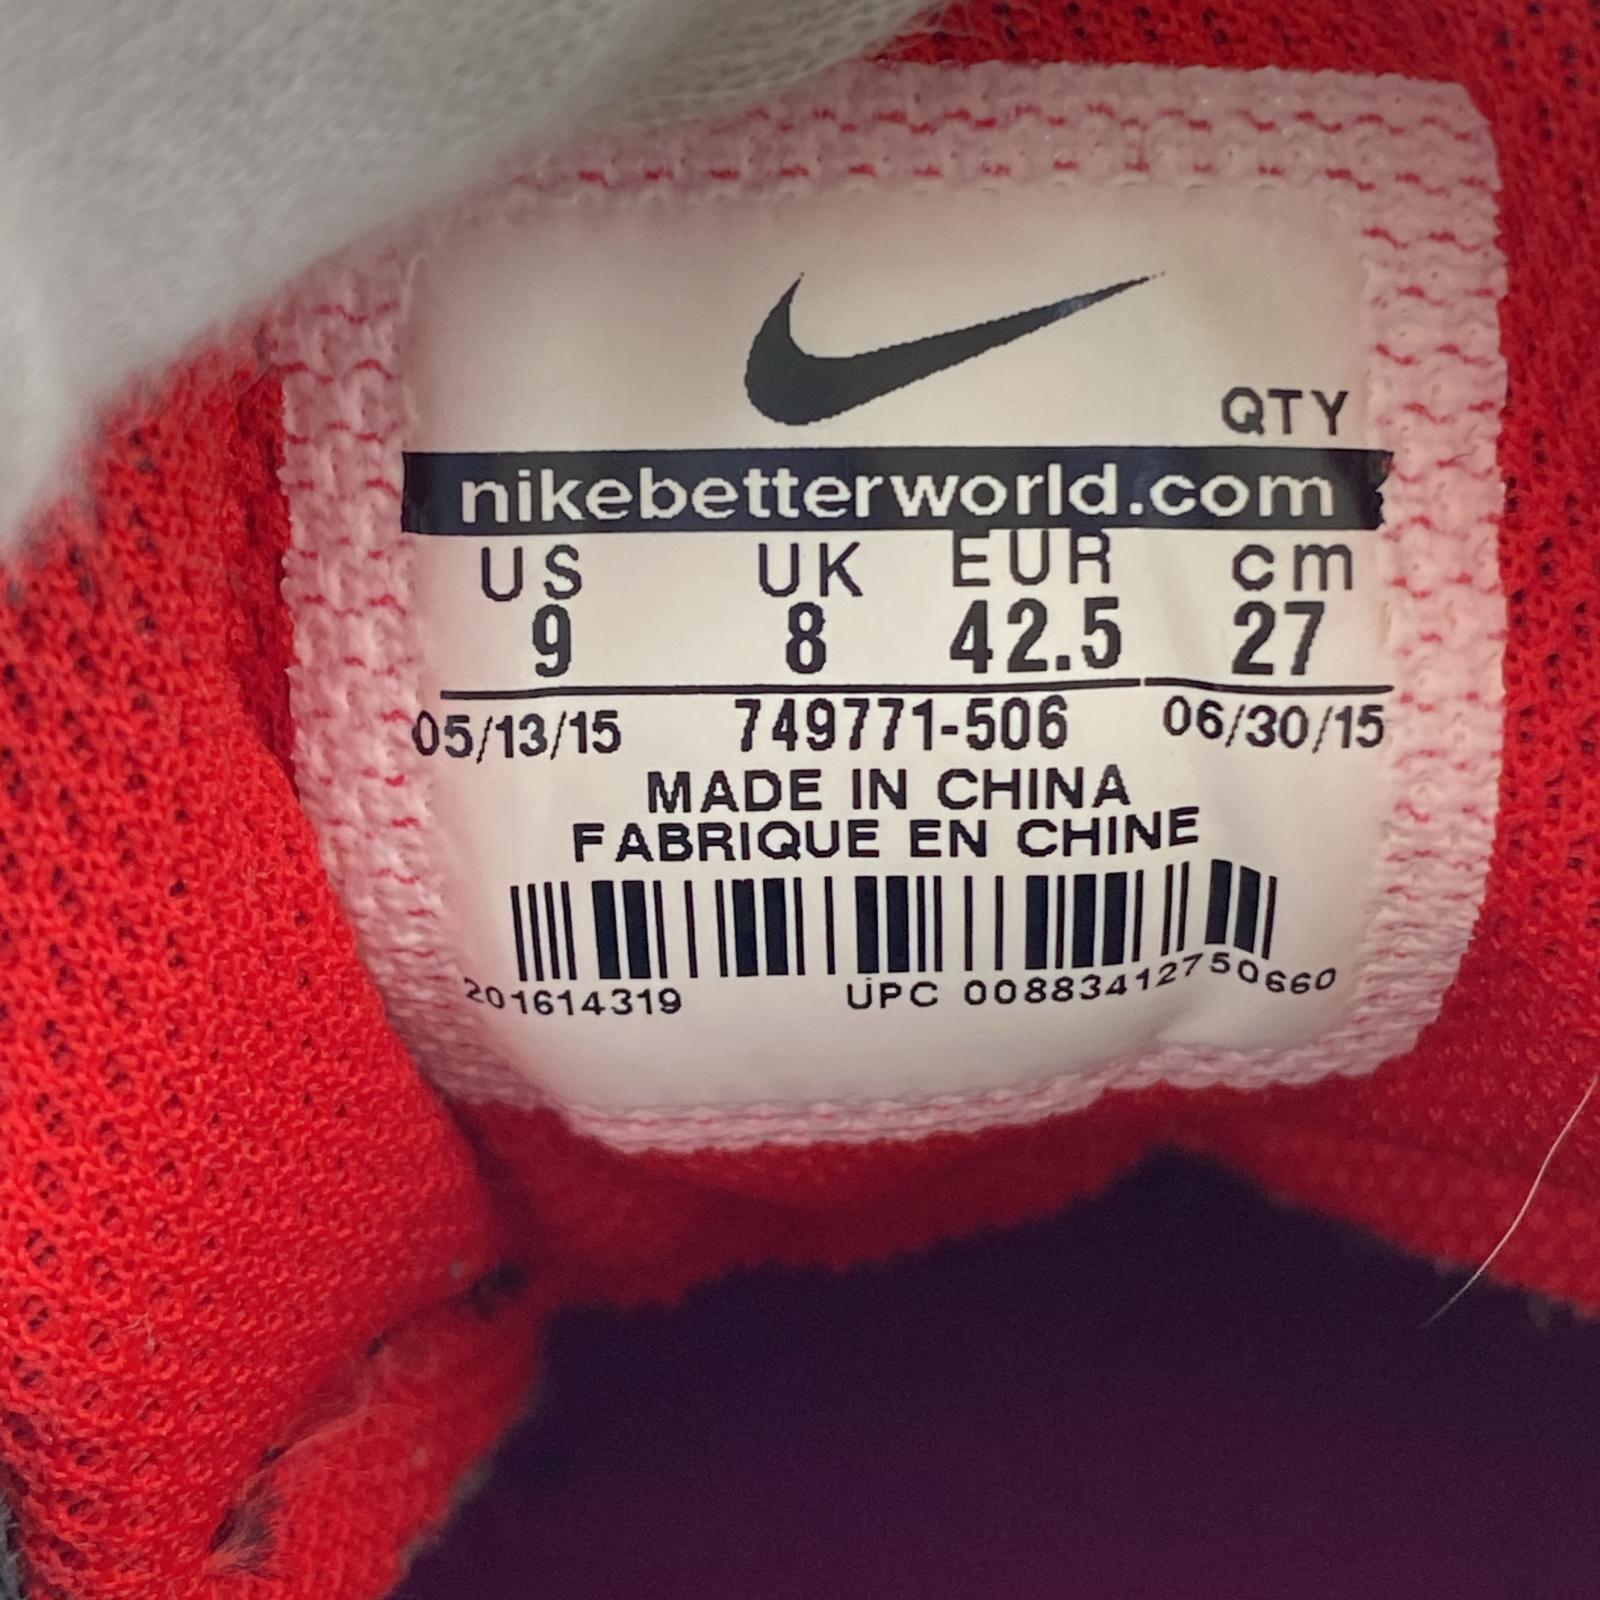 QTY
nikebetterworld.com
US UK EUR cm
9 8 42.5 27
05/13/15 749771-506 06/30/15
MADE IN CHINA
FABRIQUE EN CHINE
201614319 UPC 00883412750660